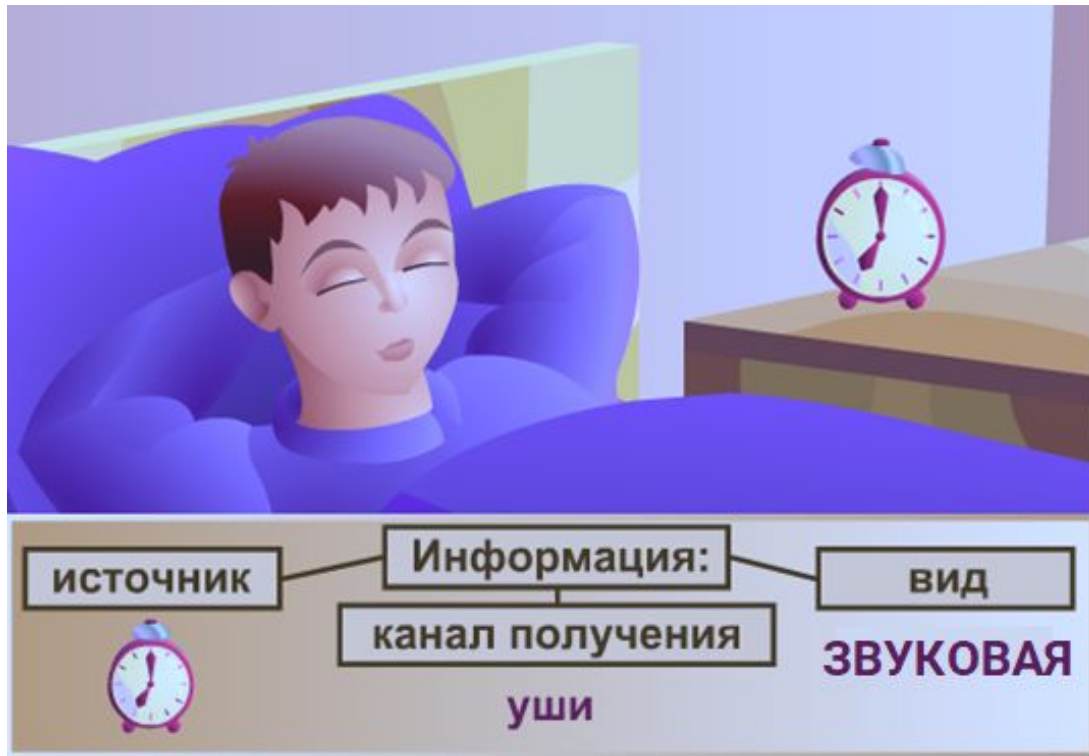 Информация:
источник
вид
канал получения
ЗВУКОВАЯ
уши